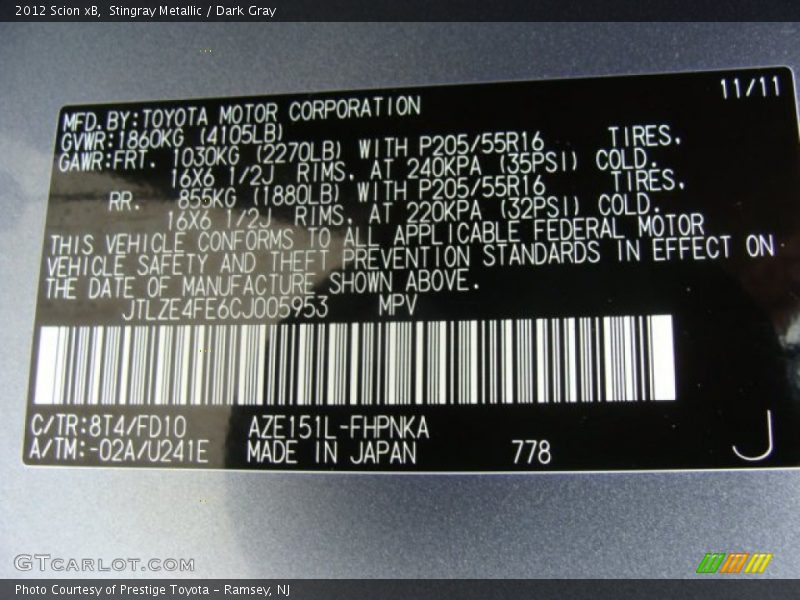 2012 Scion xB, Stingray Metallic / Dark Gray
11/11
MFD.BY:TOYOTA MOTOR CORPORATION
GVWR:1860KG (4105LB)
GAWR:FRT. 1030KG (2270LB) WITH P205/55R16 TIRES,
16X6 1/2J RIMS, AT 240KPA (35PSI) COLD.
RR. 855KG (1880LB) WITH P205/55R16 TIRES,
16X6 1/2J RIMS, AT 220KPA (32PSI) COLD.
THIS VEHICLE CONFORMS TO ALL APPLICABLE FEDERAL MOTOR
VEHICLE SAFETY AND THEFT PREVENTION STANDARDS IN EFFECT ON
THE DATE OF MANUFACTURE SHOWN ABOVE.
JTLZE4FE6CJ005953 MPV
C/TR:8T4/FD10 AZE151L-FHPNKA
A/TM:-02A/U241E MADE IN JAPAN 778 J
GTCARLOT.COM
Photo Courtesy of Prestige Toyota - Ramsey, NJ